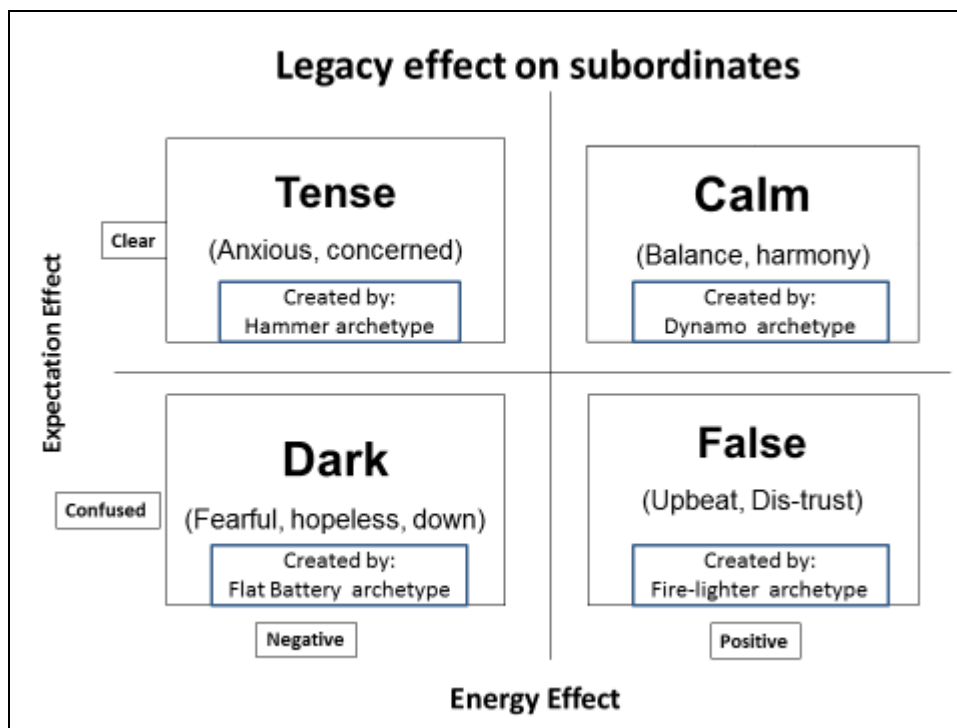 Legacy effect on subordinates
Tense
(Anxious, concerned)
Created by:
Hammer archetype
Calm
(Balance, harmony)
Created by:
Dynamo archetype
Clear
Expectation Effect
Confused
Dark
(Fearful, hopeless, down)
Created by:
Flat Battery archetype
False
(Upbeat, Dis-trust)
Created by:
Fire-lighter archetype
Negative
Positive
Energy Effect